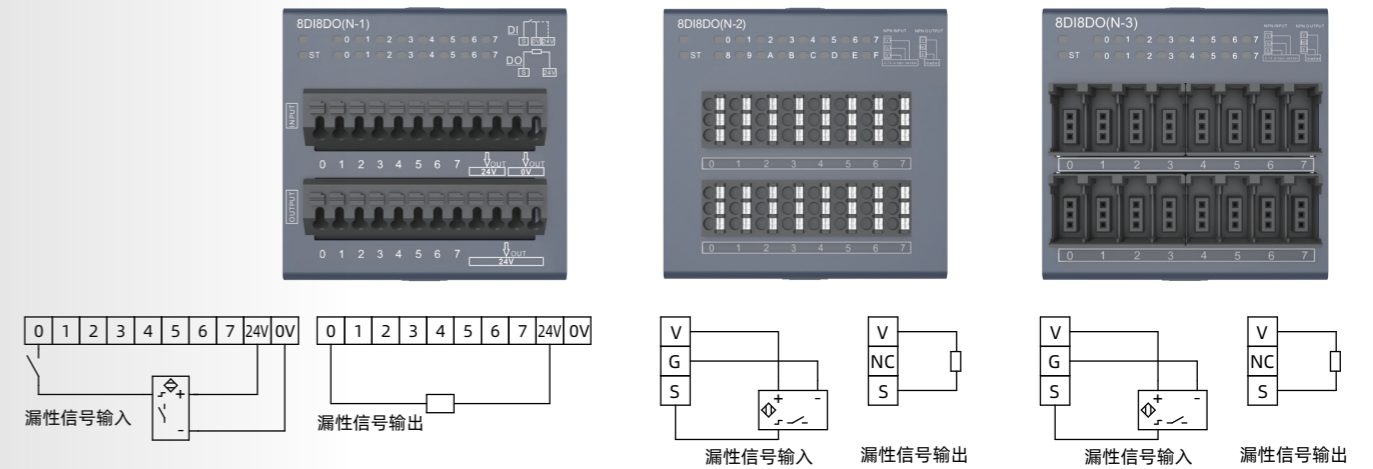 8DI8DO(N-1)
0 1 2 3 4 5 6 7
ST 0 1 2 3 4 5 6 7
DI
S 0V 24V
DO
S 24V
INPUT
0 1 2 3 4 5 6 7 VOUT VOUT
24V 0V
OUTPUT
0 1 2 3 4 5 6 7 VOUT
24V
8DI8DO(N-2)
0 1 2 3 4 5 6 7
ST 8 9 A B C D E F
NPN INPUT NPN OUTPUT
0 1 2 3 4 5 6 7
0 1 2 3 4 5 6 7
8DI8DO(N-3)
0 1 2 3 4 5 6 7
ST 0 1 2 3 4 5 6 7
NPN INPUT NPN OUTPUT
0 1 2 3 4 5 6 7
0 1 2 3 4 5 6 7
0 1 2 3 4 5 6 7 24V 0V
+
-
漏性信号输入
0 1 2 3 4 5 6 7 24V 0V
漏性信号输出
V
G
S
+ -
漏性信号输入
V
NC
S
漏性信号输出
V
G
S
+ -
漏性信号输入
V
NC
S
漏性信号输出